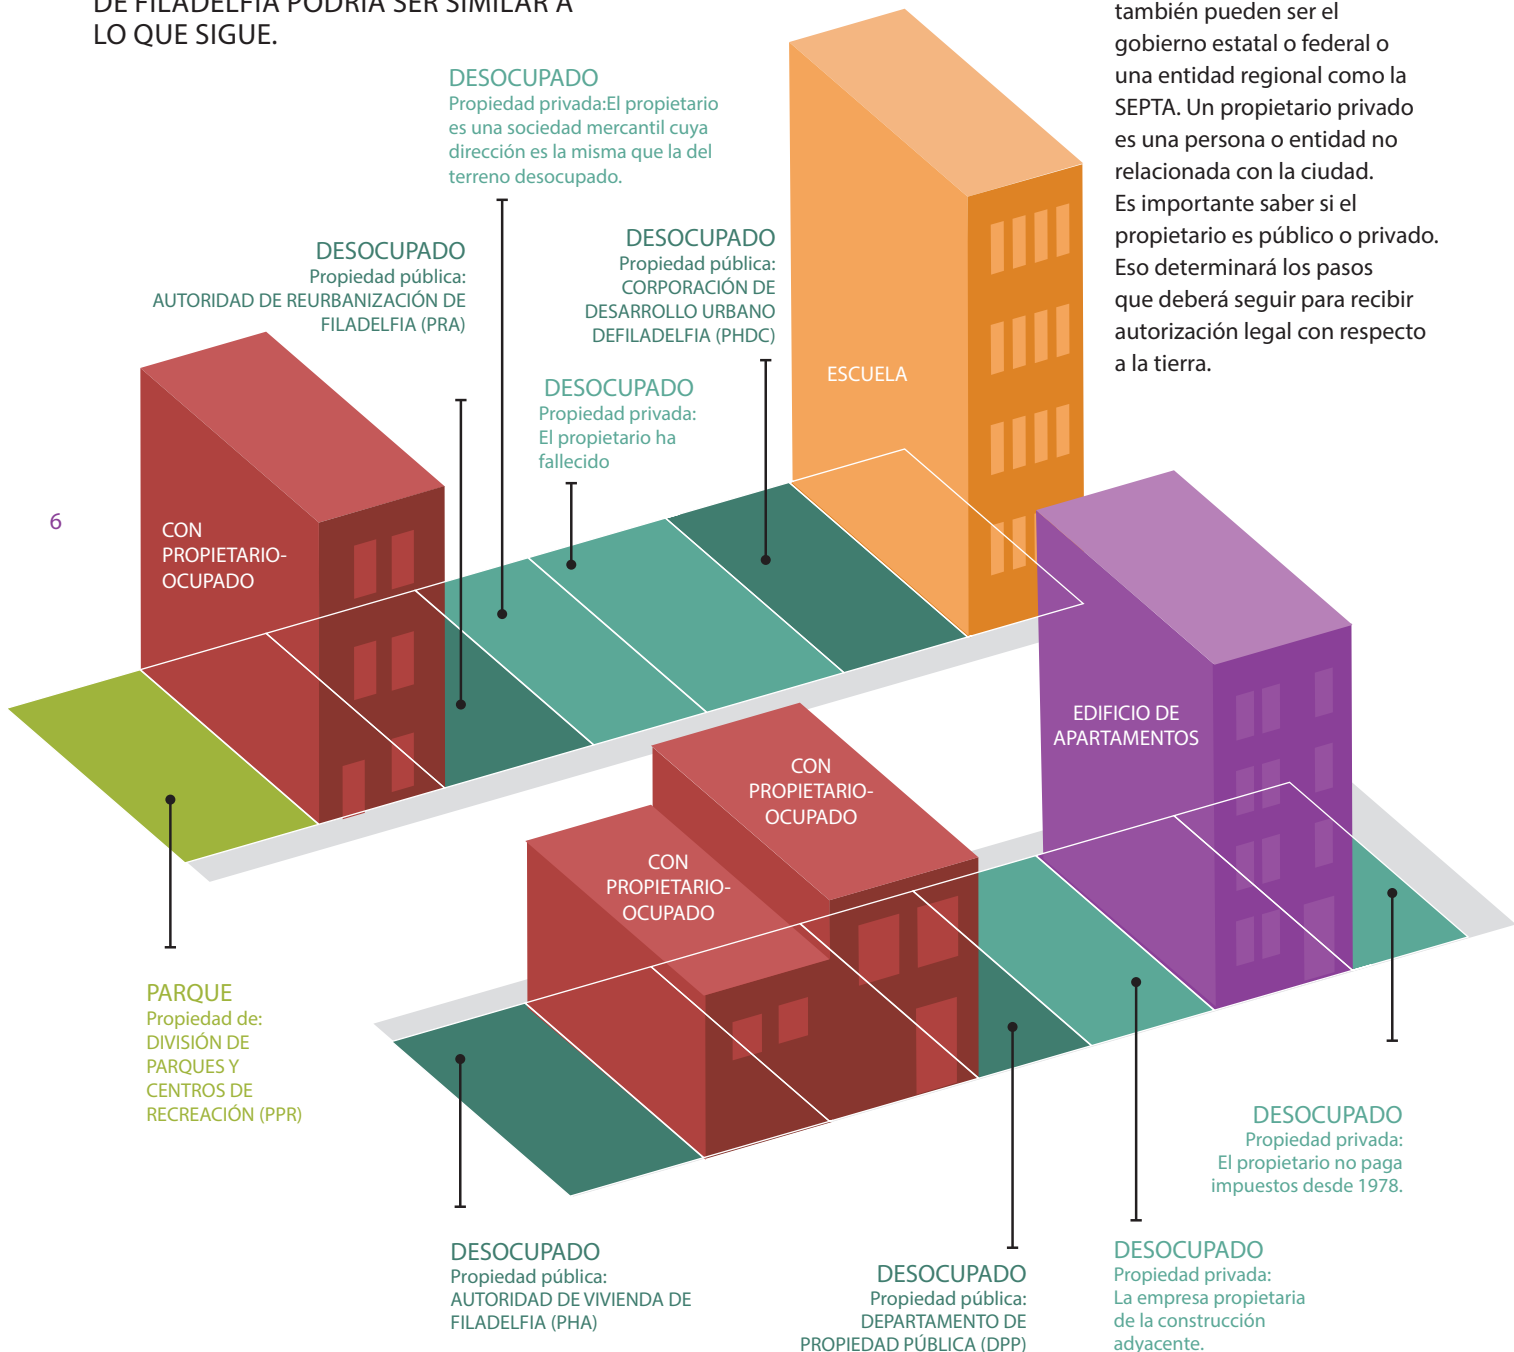 DE FILADELFIA PODRÍA SER SIMILAR A
LO QUE SIGUE.
también pueden ser el
gobierno estatal o federal o
una entidad regional como la
SEPTA. Un propietario privado
es una persona o entidad no
relacionada con la ciudad.
Es importante saber si el
propietario es público o privado.
Eso determinará los pasos
que deberá seguir para recibir
autorización legal con respecto
a la tierra.
DESOCUPADO
Propiedad privada:El propietario
es una sociedad mercantil cuya
dirección es la misma que la del
terreno desocupado.
DESOCUPADO
Propiedad pública:
AUTORIDAD DE REURBANIZACIÓN DE
FILADELFIA (PRA)
DESOCUPADO
Propiedad pública:
CORPORACIÓN DE
DESARROLLO URBANO
DEFILADELFIA (PHDC)
DESOCUPADO
Propiedad privada:
El propietario ha
fallecido
ESCUELA
6
CON
PROPIETARIO-
OCUPADO
EDIFICIO DE
APARTAMENTOS
CON
PROPIETARIO-
OCUPADO
CON
PROPIETARIO-
OCUPADO
PARQUE
Propiedad de:
DIVISIÓN DE
PARQUES Y
CENTROS DE
RECREACIÓN (PPR)
DESOCUPADO
Propiedad privada:
El propietario no paga
impuestos desde 1978.
DESOCUPADO
Propiedad pública:
AUTORIDAD DE VIVIENDA DE
FILADELFIA (PHA)
DESOCUPADO
Propiedad pública:
DEPARTAMENTO DE
PROPIEDAD PÚBLICA (DPP)
DESOCUPADO
Propiedad privada:
La empresa propietaria
de la construcción
adyacente.